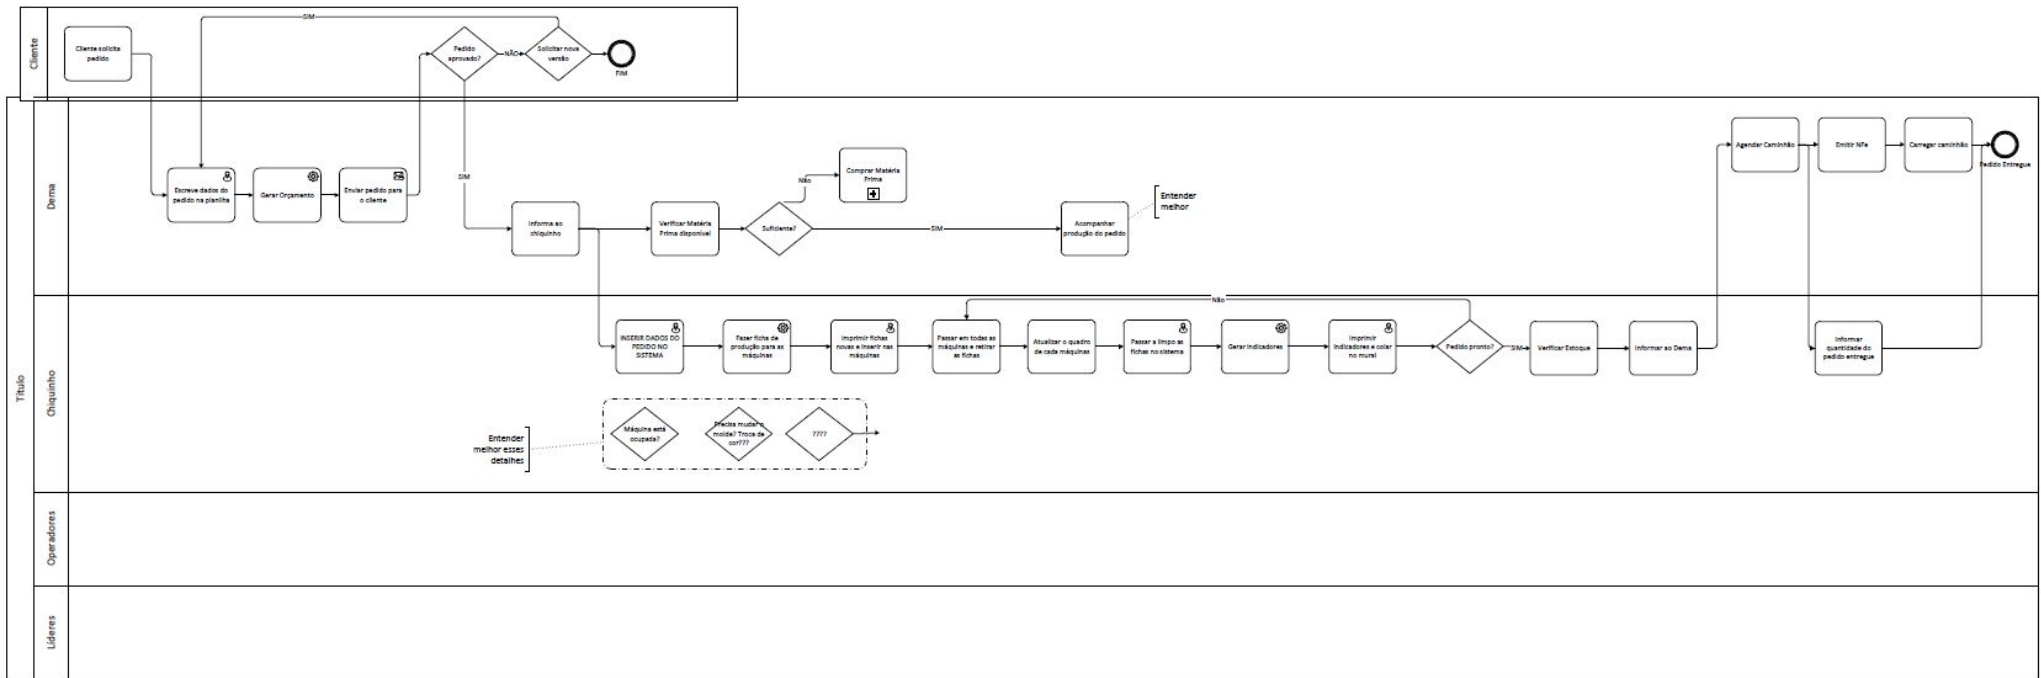 Cliente
Cliente solicita
pedido
SIM
Pedido
aprovado?
NÃO
Solicitar nova
versão
FIM
Título
Dema
Escreve dados do
pedido na planilha
Gerar Orçamento
Enviar pedido para
o cliente
SIM
Informa ao
chiquinho
Verificar Matéria
Prima disponível
Suficiente?
Não
Comprar Matéria
Prima
SIM
Acompanhar
produção do pedido
Entender
melhor
Agendar Caminhão
Emitir NFe
Carregar caminhão
Pedido Entregue
Chiquinho
INSERIR DADOS DO
PEDIDO NO
SISTEMA
Fazer ficha de
produção para as
máquinas
Imprimir fichas
novas e inserir nas
máquinas
Passar em todas as
máquinas e retirar
as fichas
Atualizar o quadro
de cada máquinas
Passar a limpo as
fichas no sistema
Gerar indicadores
Imprimir
indicadores e colar
no mural
Não
Pedido pronto?
SIM
Verificar Estoque
Informar ao Dema
Informar
quantidade do
pedido entregue
Entender
melhor esses
detalhes
Máquina está
ocupada?
Precisa mudar o
molde? Troca de
cor???
????
Operadores
Líderes